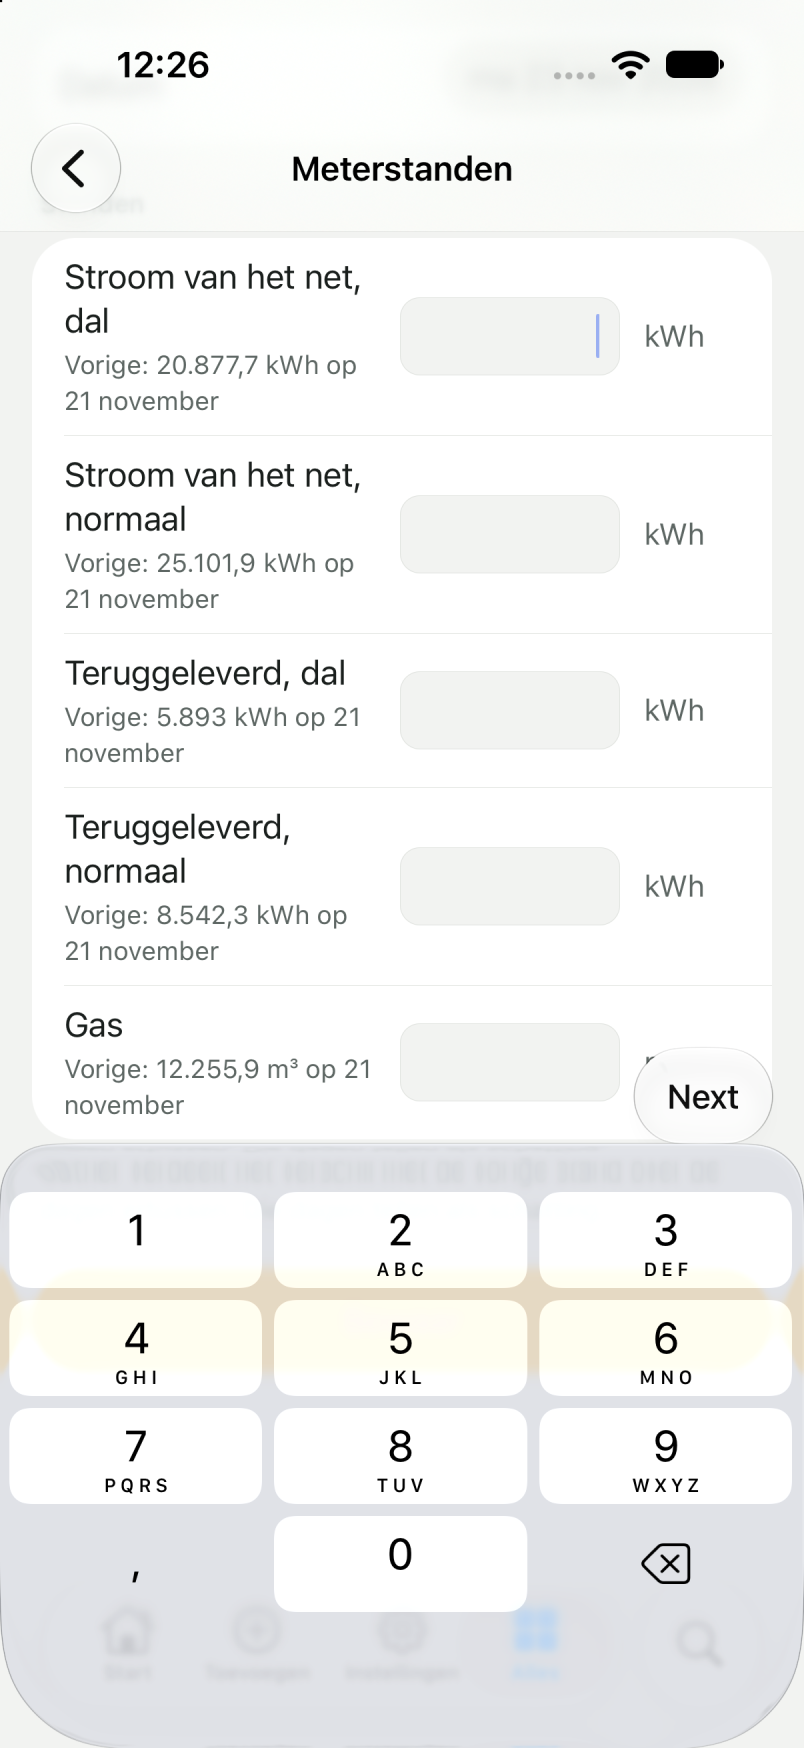 12:26
Meterstanden
Stroom van het net,
dal
Vorige: 20.877,7 kWh op
21 november
kWh
Stroom van het net,
normaal
Vorige: 25.101,9 kWh op
21 november
kWh
Teruggeleverd, dal
Vorige: 5.893 kWh op 21
november
kWh
Teruggeleverd,
normaal
Vorige: 8.542,3 kWh op
21 november
kWh
Gas
Vorige: 12.255,9 m³ op 21
november
Next
1
2
ABC
3
DEF
4
GHI
5
JKL
6
MNO
7
PQRS
8
TUV
9
WXYZ
,
0
Start
Toevoegen
Instellingen